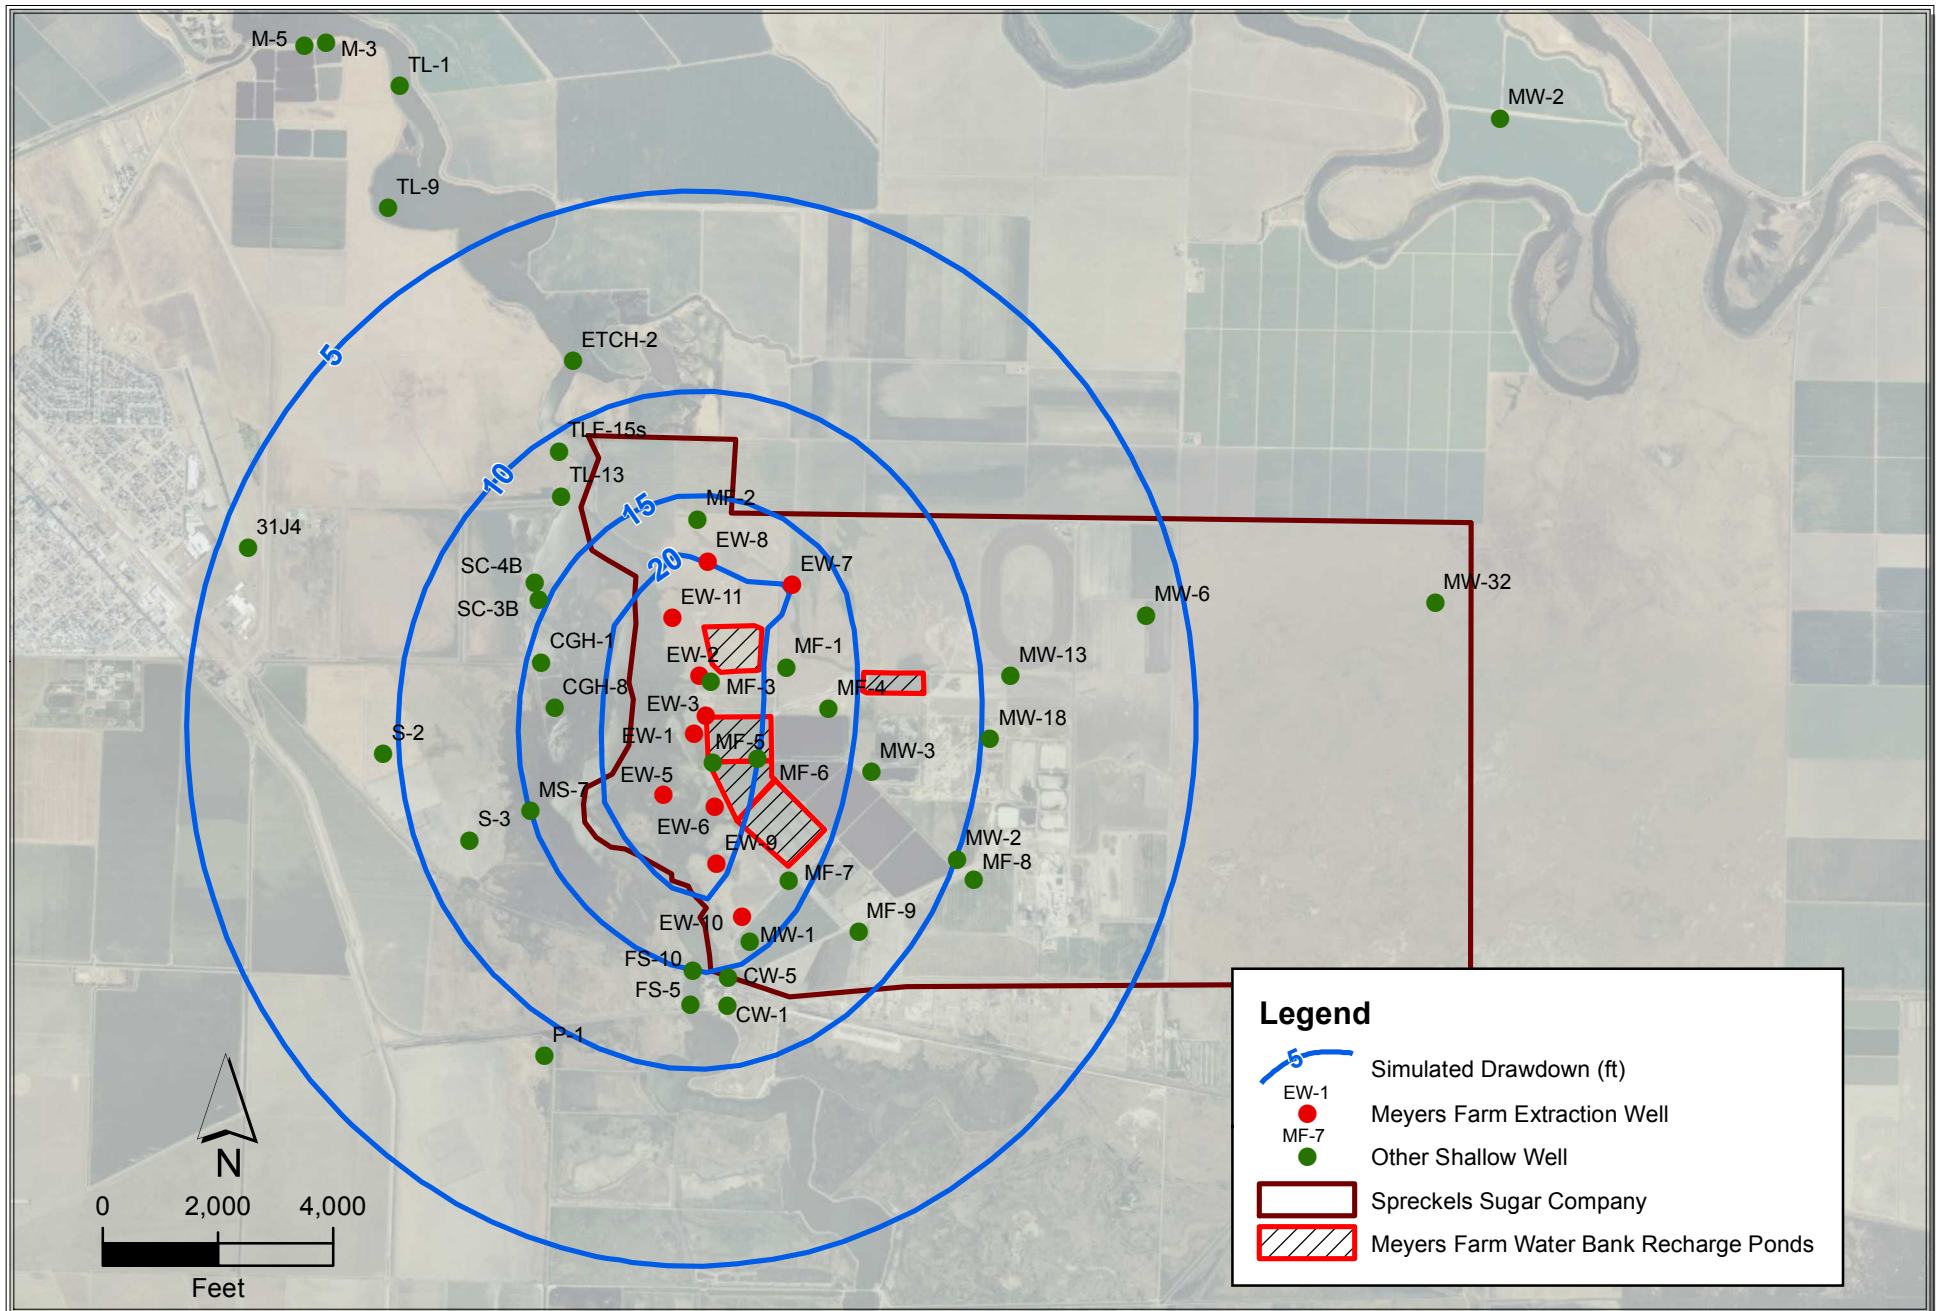 M-5
M-3
TL-1
MW-2
TL-9
ETCH-2
5
TLF-15s
10
TL-13
15
MF-2
31J4
EW-8
20
EW-7
SC-4B
EW-11
SC-3B
MW-6
MW-32
CGH-1
EW-2
MF-1
MW-13
CGH-8
MF-3
MF-4
EW-3
S-2
EW-1
MF-5
MW-18
MW-3
EW-5
MF-6
MS-7
S-3
EW-6
EW-9
MW-2
MF-8
MF-7
EW-10
MW-1
MF-9
FS-10
CW-5
FS-5
CW-1
P-1
N
0 2,000 4,000
Feet
Legend
5
Simulated Drawdown (ft)
EW-1
Meyers Farm Extraction Well
MF-7
Other Shallow Well
Spreckels Sugar Company
Meyers Farm Water Bank Recharge Ponds